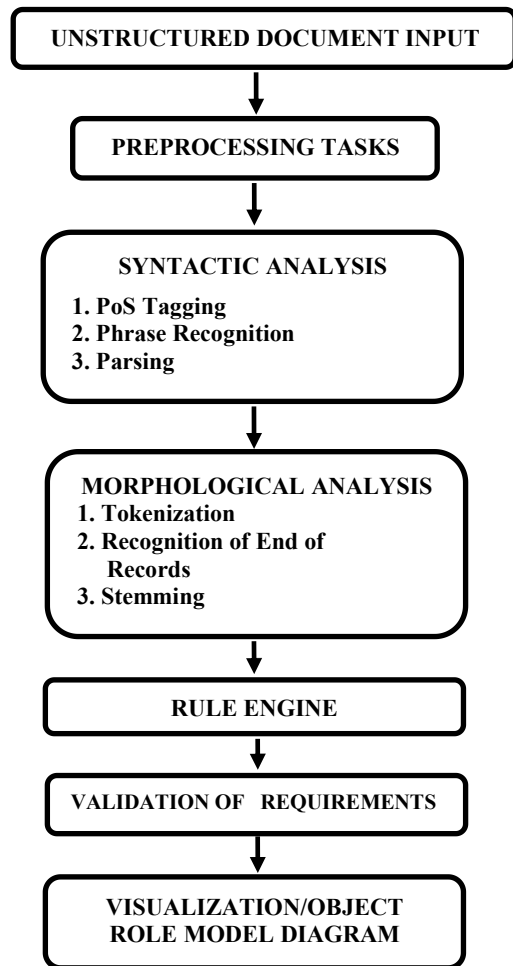 UNSTRUCTURED DOCUMENT INPUT
PREPROCESSING TASKS
SYNTACTIC ANALYSIS
1. PoS Tagging
2. Phrase Recognition
3. Parsing
MORPHOLOGICAL ANALYSIS
1. Tokenization
2. Recognition of End of
Records
3. Stemming
RULE ENGINE
VALIDATION OF REQUIREMENTS
VISUALIZATION/OBJECT
ROLE MODEL DIAGRAM